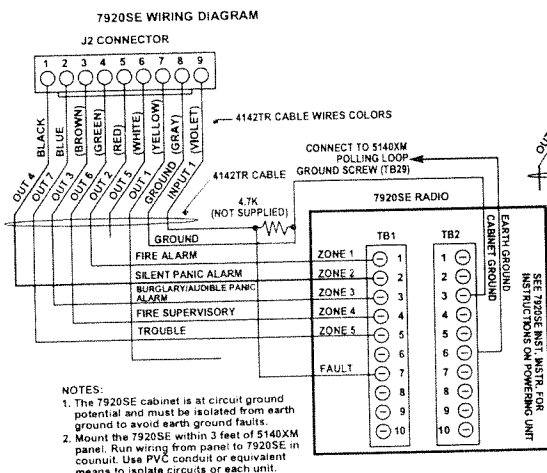 7920SE WIRING DIAGRAM
J2 CONNECTOR
1 2 3 4 5 6 7 8 9
BLACK
BLUE
(BROWN)
(GREEN)
(RED)
(WHITE)
(YELLOW)
(GRAY)
(VIOLET)
4142TR CABLE WIRES COLORS
OUT 4
OUT 7
OUT 3
OUT 6
OUT 2
OUT 5
OUT 1
GROUND
INPUT 1
4142TR CABLE
CONNECT TO 5140XM
POLLING LOOP
GROUND SCREW (TB29)
4.7K
(NOT SUPPLIED)
7920SE RADIO
EARTH GROUND
CABINET GROUND
SEE 7920SE INST. INSTR. FOR
INSTRUCTIONS ON POWERING UNIT
TB1
TB2
GROUND
FIRE ALARM
SILENT PANIC ALARM
BURGLARY/AUDIBLE PANIC
ALARM
FIRE SUPERVISORY
TROUBLE
ZONE 1
ZONE 2
ZONE 3
ZONE 4
ZONE 5
FAULT
1
2
3
4
5
6
7
8
9
10
1
2
3
4
5
6
7
8
9
10
NOTES:
1. The 7920SE cabinet is at circuit ground
potential and must be isolated from earth
ground to avoid earth ground faults.
2. Mount the 7920SE within 3 feet of 5140XM
panel. Run wiring from panel to 7920SE in
counuit. Use PVC conduit or equivalent
means to isolate circuits or each unit.